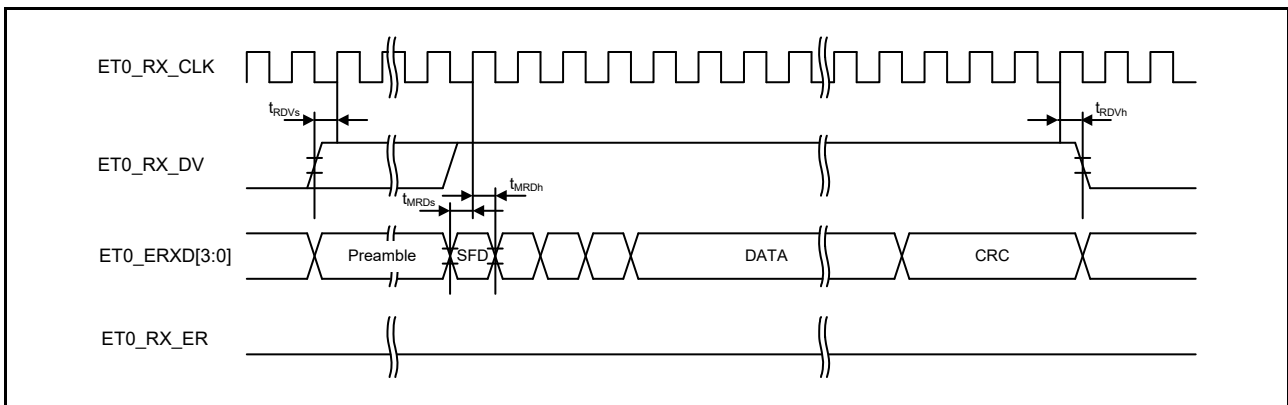 ET0_RX_CLK
tRDVs
tRDVh
ET0_RX_DV
tMRDh
tMRDs
ET0_ERXD[3:0] Preamble SFD DATA CRC
ET0_RX_ER